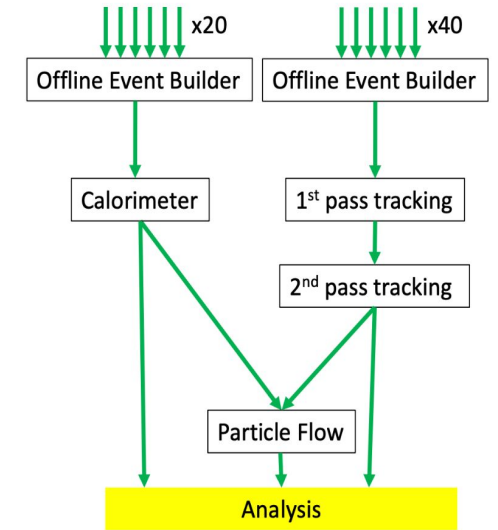 x20
x40
Offline Event Builder
Offline Event Builder
Calorimeter
1st pass tracking
2nd pass tracking
Particle Flow
Analysis